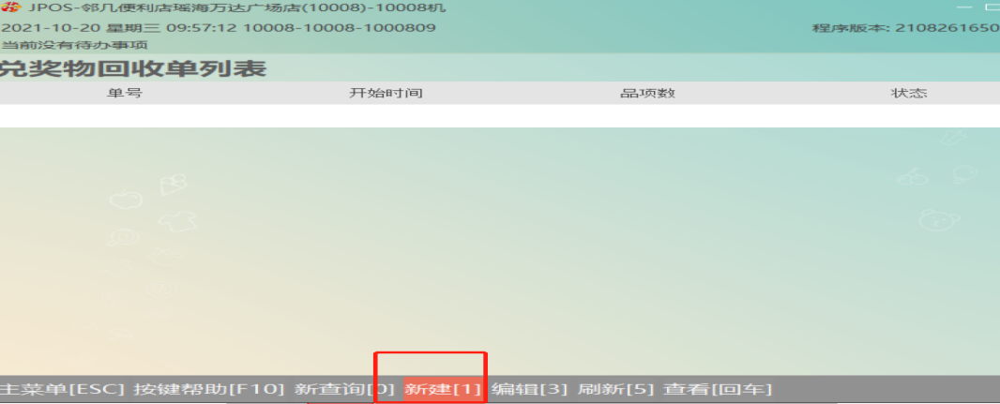 JPOS-邻几便利店瑶海万达广场店(10008)-10008机
2021-10-20 星期三 09:57:12 10008-10008-1000809 程序版本: 2108261650
当前没有待办事项
兑奖物回收单列表
单号 开始时间 品项数 状态
主菜单[ESC] 按键帮助[F10] 新查询[0] 新建[1] 编辑[3] 刷新[5] 查看[回车]